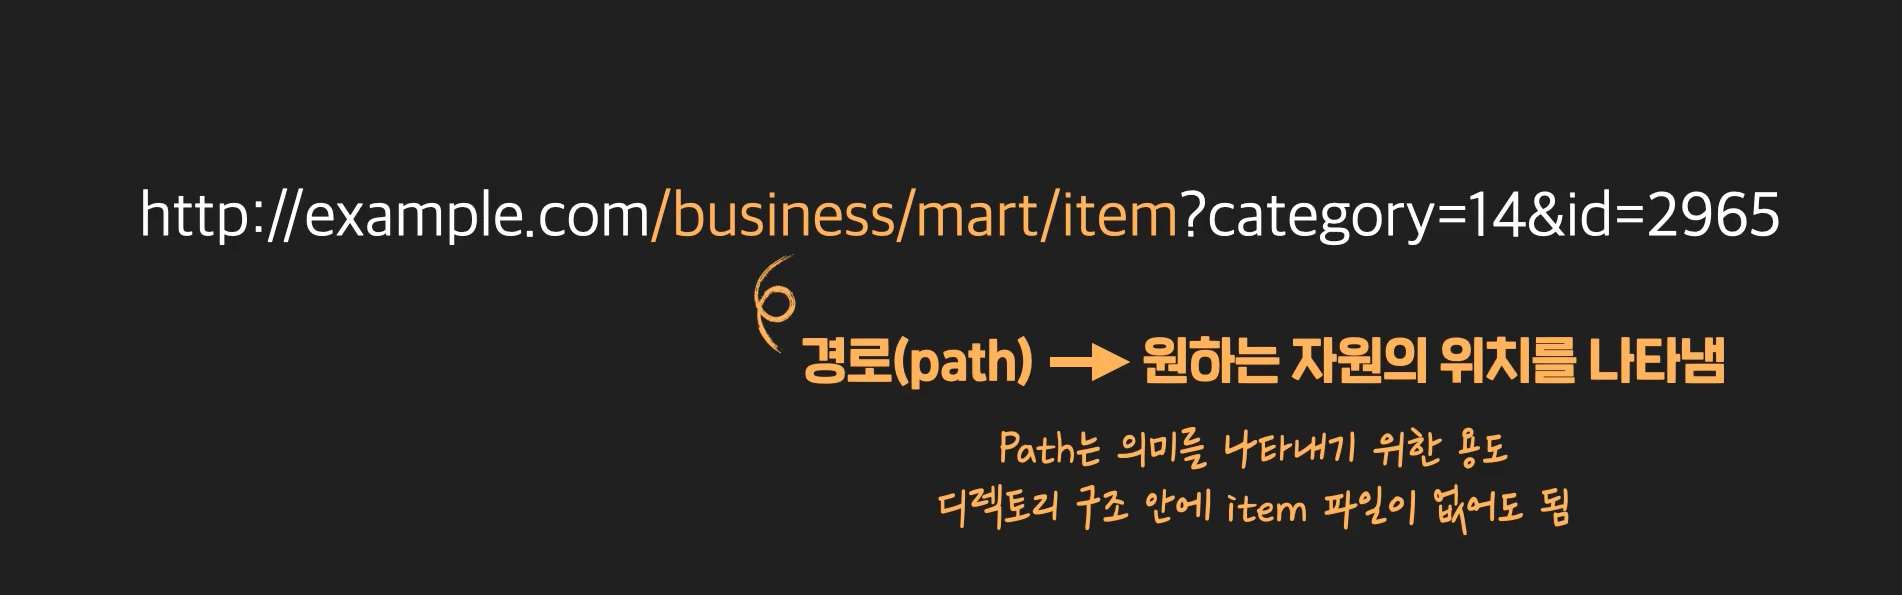 http://example.com/business/mart/item?category=14&id=2965
경로(path) → 원하는 자원의 위치를 나타냄
Path는 의미를 나타내기 위한 용도
디렉토리 구조 안에 item 파일이 없어도 됨